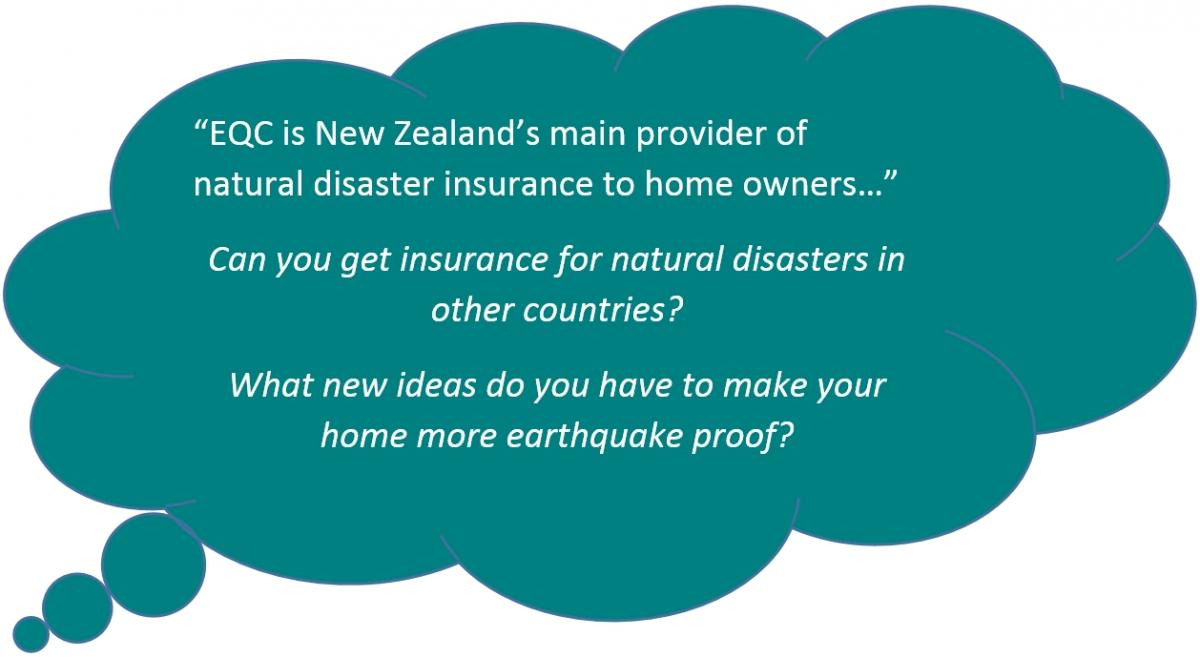 “EQC is New Zealand’s main provider of
natural disaster insurance to home owners…”
Can you get insurance for natural disasters in
other countries?
What new ideas do you have to make your
home more earthquake proof?